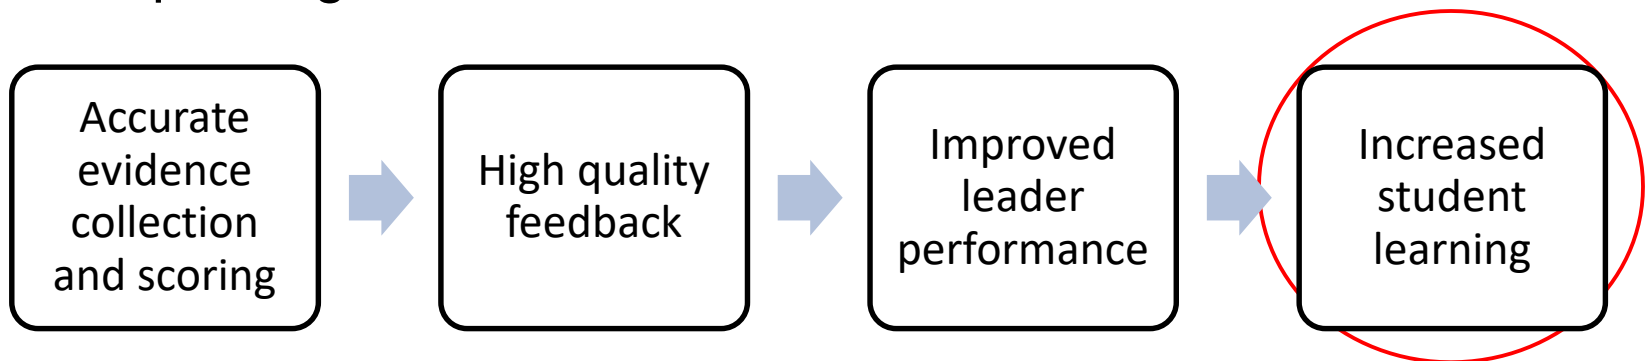 Accurate
evidence
collection
and scoring
High quality
feedback
Improved
leader
performance
Increased
student
learning